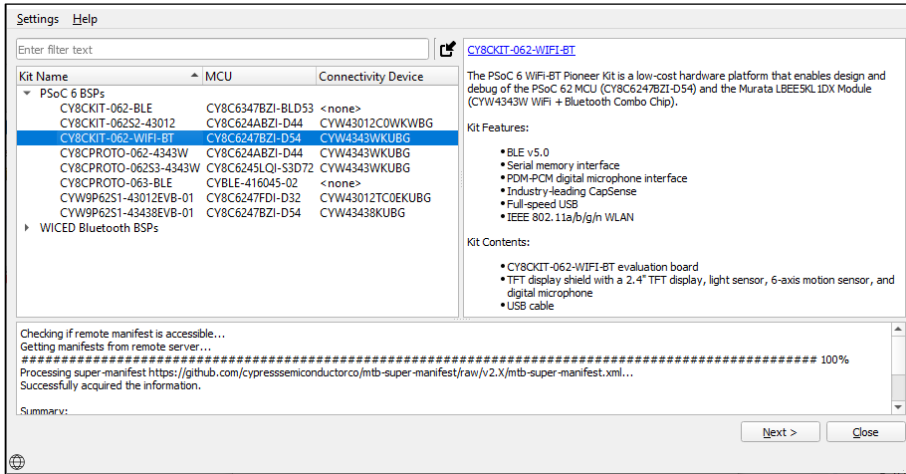 Settings Help
Enter filter text
Kit Name MCU Connectivity Device
PSoC 6 BSPs
CY8CKIT-062-BLE CY8C6347BZI-BLD53 <none>
CY8CKIT-062S2-43012 CY8C624ABZI-D44 CYW43012C0WKWBG
CY8CKIT-062-WIFI-BT CY8C6247BZI-D54 CYW4343WKUBG
CY8CPROTO-062-4343W CY8C624ABZI-D44 CYW4343WKUBG
CY8CPROTO-062S3-4343W CY8C6245LQI-S3D72 CYW4343WKUBG
CY8CPROTO-063-BLE CYBLE-416045-02 <none>
CYW9P62S1-43012EVB-01 CY8C6247FDI-D32 CYW43012TC0EKUBG
CYW9P62S1-43438EVB-01 CY8C6247BZI-D54 CYW43438KUBG
WICED Bluetooth BSPs
CY8CKIT-062-WIFI-BT
The PSoC 6 WiFi-BT Pioneer Kit is a low-cost hardware platform that enables design and
debug of the PSoC 62 MCU (CY8C6247BZI-D54) and the Murata LBEE5KL1DX Module
(CYW4343W WiFi + Bluetooth Combo Chip).
Kit Features:
•BLE v5.0
•Serial memory interface
•PDM-PCM digital microphone interface
•Industry-leading CapSense
•Full-speed USB
•IEEE 802.11a/b/g/n WLAN
Kit Contents:
•CY8CKIT-062-WIFI-BT evaluation board
•TFT display shield with a 2.4" TFT display, light sensor, 6-axis motion sensor, and
digital microphone
•USB cable
Checking if remote manifest is accessible...
Getting manifests from remote server...
################################################################################################ 100%
Processing super-manifest https://github.com/cypresssemiconductorco/mtb-super-manifest/raw/v2.X/mtb-super-manifest.xml...
Successfully acquired the information.
Summary:
Next > Close